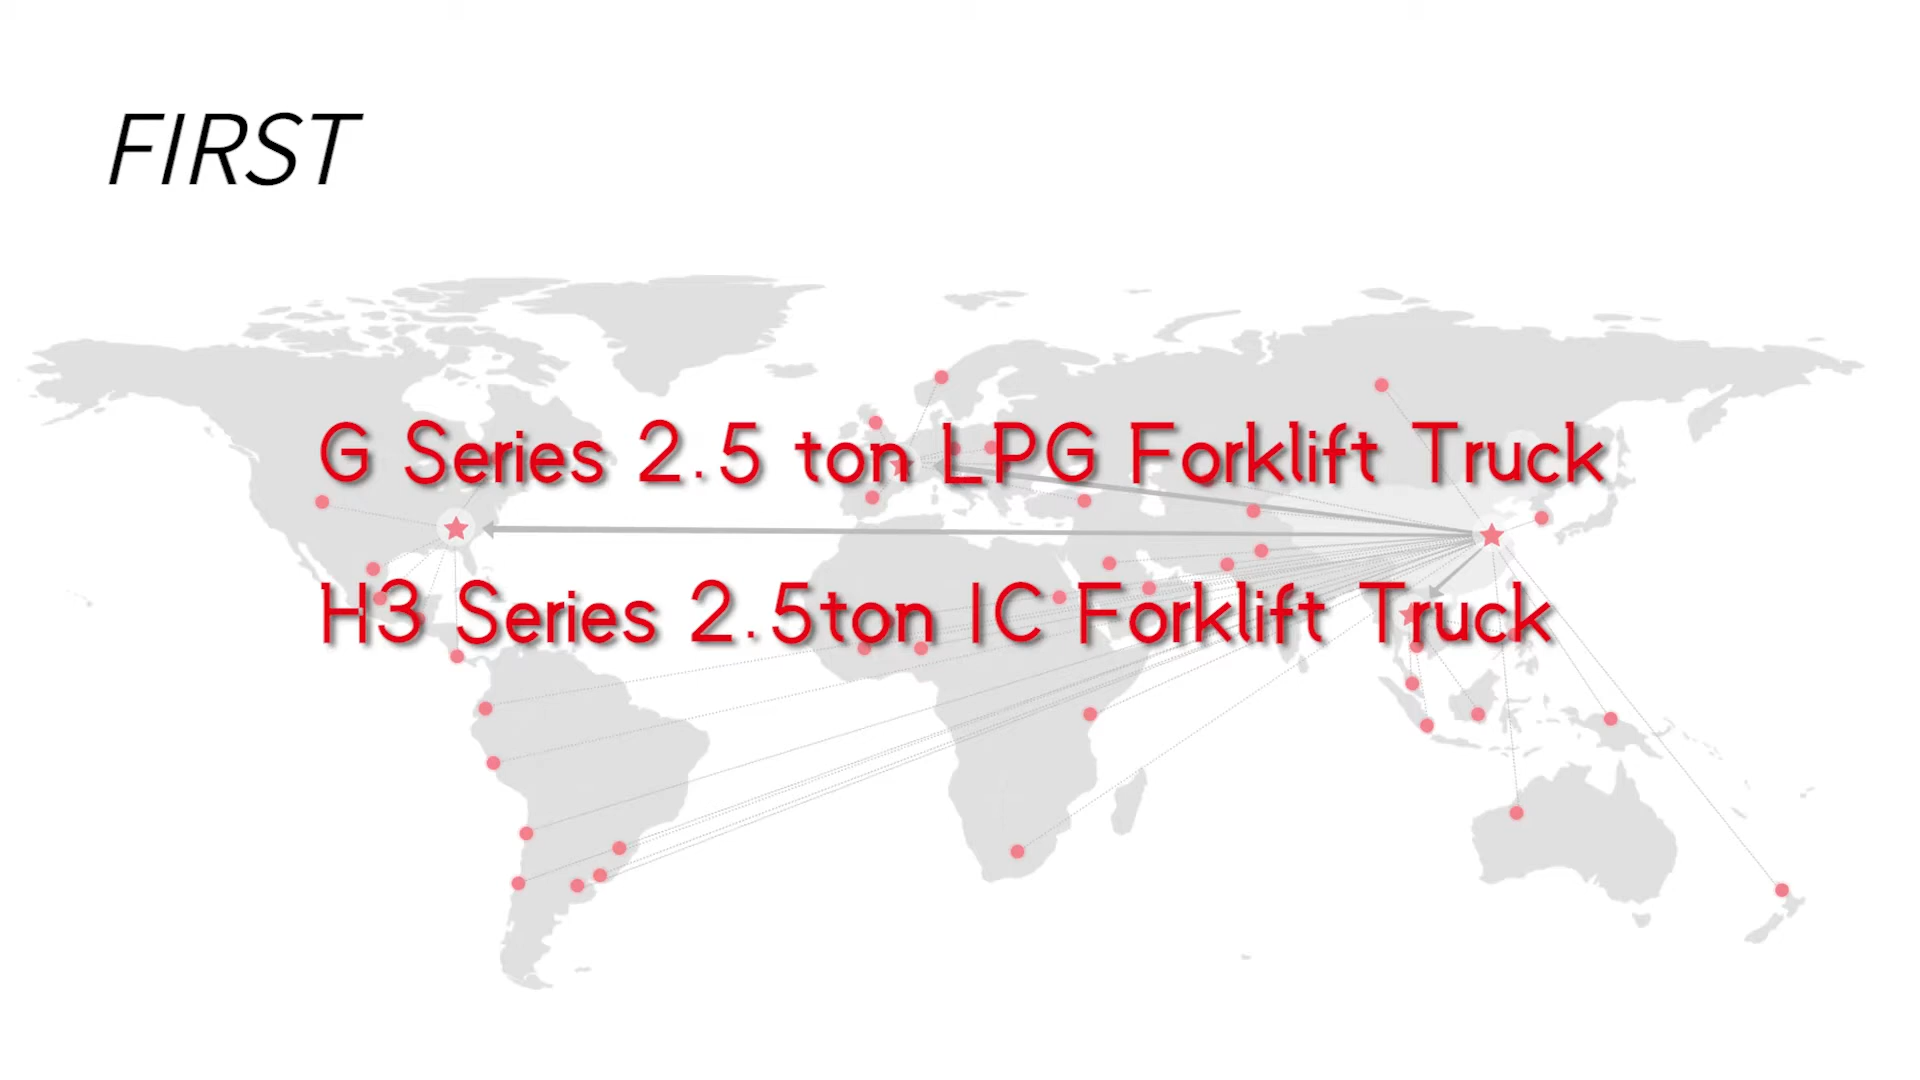 FIRST
G Series 2.5 ton LPG Forklift Truck
H3 Series 2.5ton IC Forklift Truck